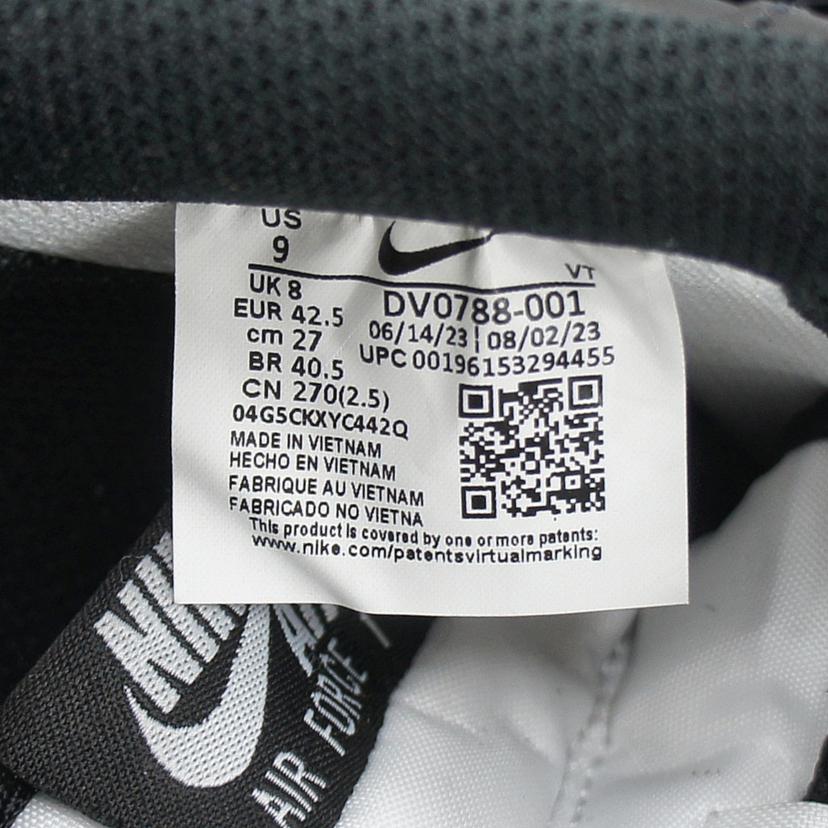 US
9
VT
UK 8
DV0788-001
EUR 42.5
06/14/23 | 08/02/23
cm 27
UPC 00196153294455
BR 40.5
CN 270(2.5)
04G5CKXYC442Q
MADE IN VIETNAM
HECHO EN VIETNAM
FABRIQUE AU VIETNAM
FABRICADO NO VIETNA
This product is covered by one or more patents:
www.nike.com/patentsvirtualmarking
AIR FORCE 1